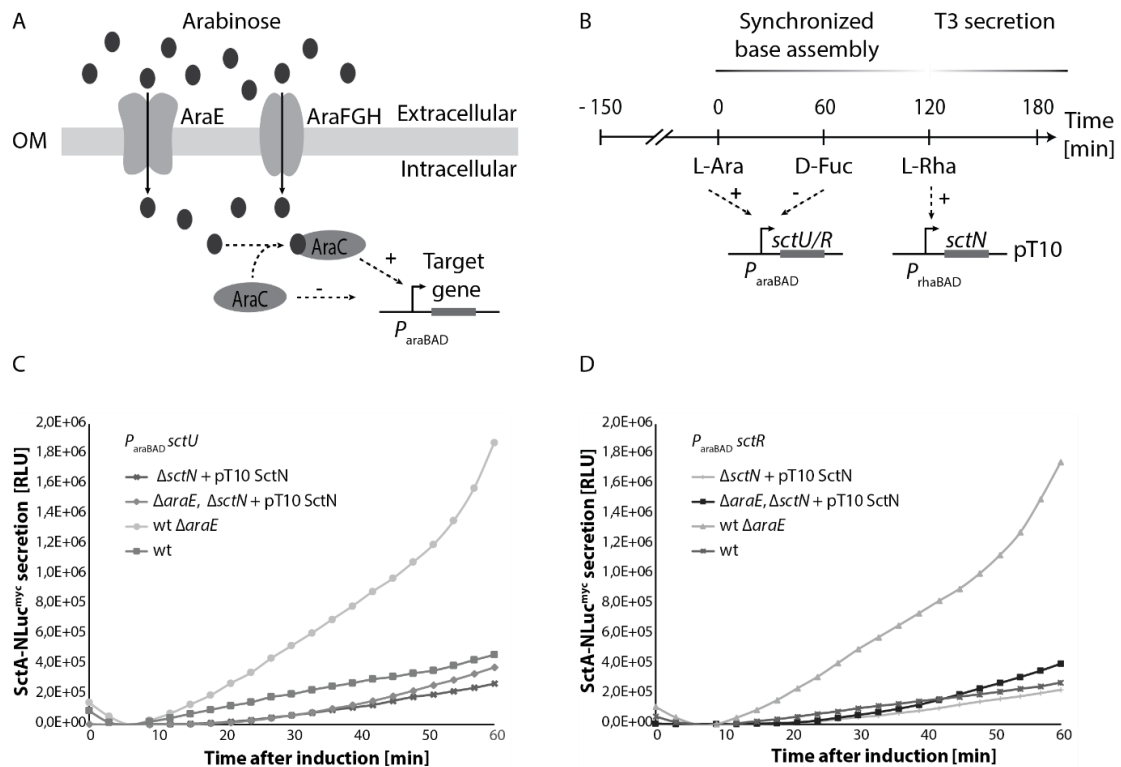 A
Arabinose
AraE
AraFGH
Extracellular
OM
Intracellular
AraC
+
AraC
-
Target
gene
ParaBAD
B
Synchronized
base assembly
T3 secretion
- 150
0
60
120
180
Time
[min]
L-Ara
D-Fuc
L-Rha
+
-
+
sctU/R
sctN
pT10
ParaBAD
PrhaBAD
C
2,0E+06
1,8E+06
1,6E+06
1,4E+06
1,2E+06
1,0E+06
8,0E+05
6,0E+05
4,0E+05
2,0E+05
0,0E+00
SctA-NLucmyc secretion [RLU]
ParaBAD sctU
ΔsctN + pT10 SctN
ΔaraE, ΔsctN + pT10 SctN
wt ΔaraE
wt
0 10 20 30 40 50 60
Time after induction [min]
D
2,0E+06
1,8E+06
1,6E+06
1,4E+06
1,2E+06
1,0E+06
8,0E+05
6,0E+05
4,0E+05
2,0E+05
0,0E+00
SctA-NLucmyc secretion [RLU]
ParaBAD sctR
ΔsctN + pT10 SctN
ΔaraE, ΔsctN + pT10 SctN
wt ΔaraE
wt
0 10 20 30 40 50 60
Time after induction [min]